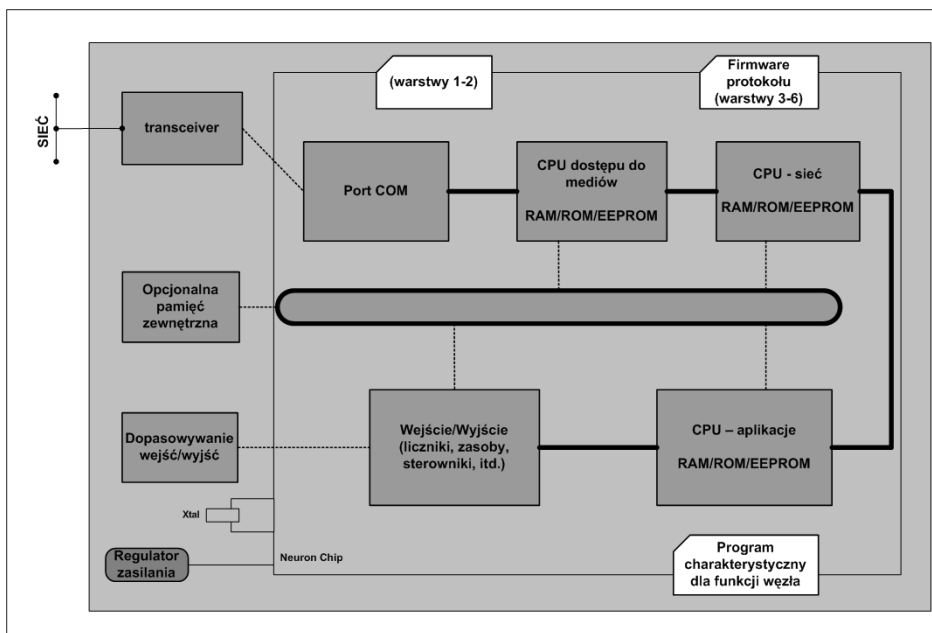 (warstwy 1-2)
Firmware
protokołu
(warstwy 3-6)
SIEĆ
transceiver
Port COM
CPU dostępu do
mediów
RAM/ROM/EEPROM
CPU - sieć
RAM/ROM/EEPROM
Opcjonalna
pamięć
zewnętrzna
Dopasowywanie
wejść/wyjść
Wejście/Wyjście
(liczniki, zasoby,
sterowniki, itd.)
CPU – aplikacje
RAM/ROM/EEPROM
Xtal
Regulator
zasilania
Neuron Chip
Program
charakterystyczny
dla funkcji węzła